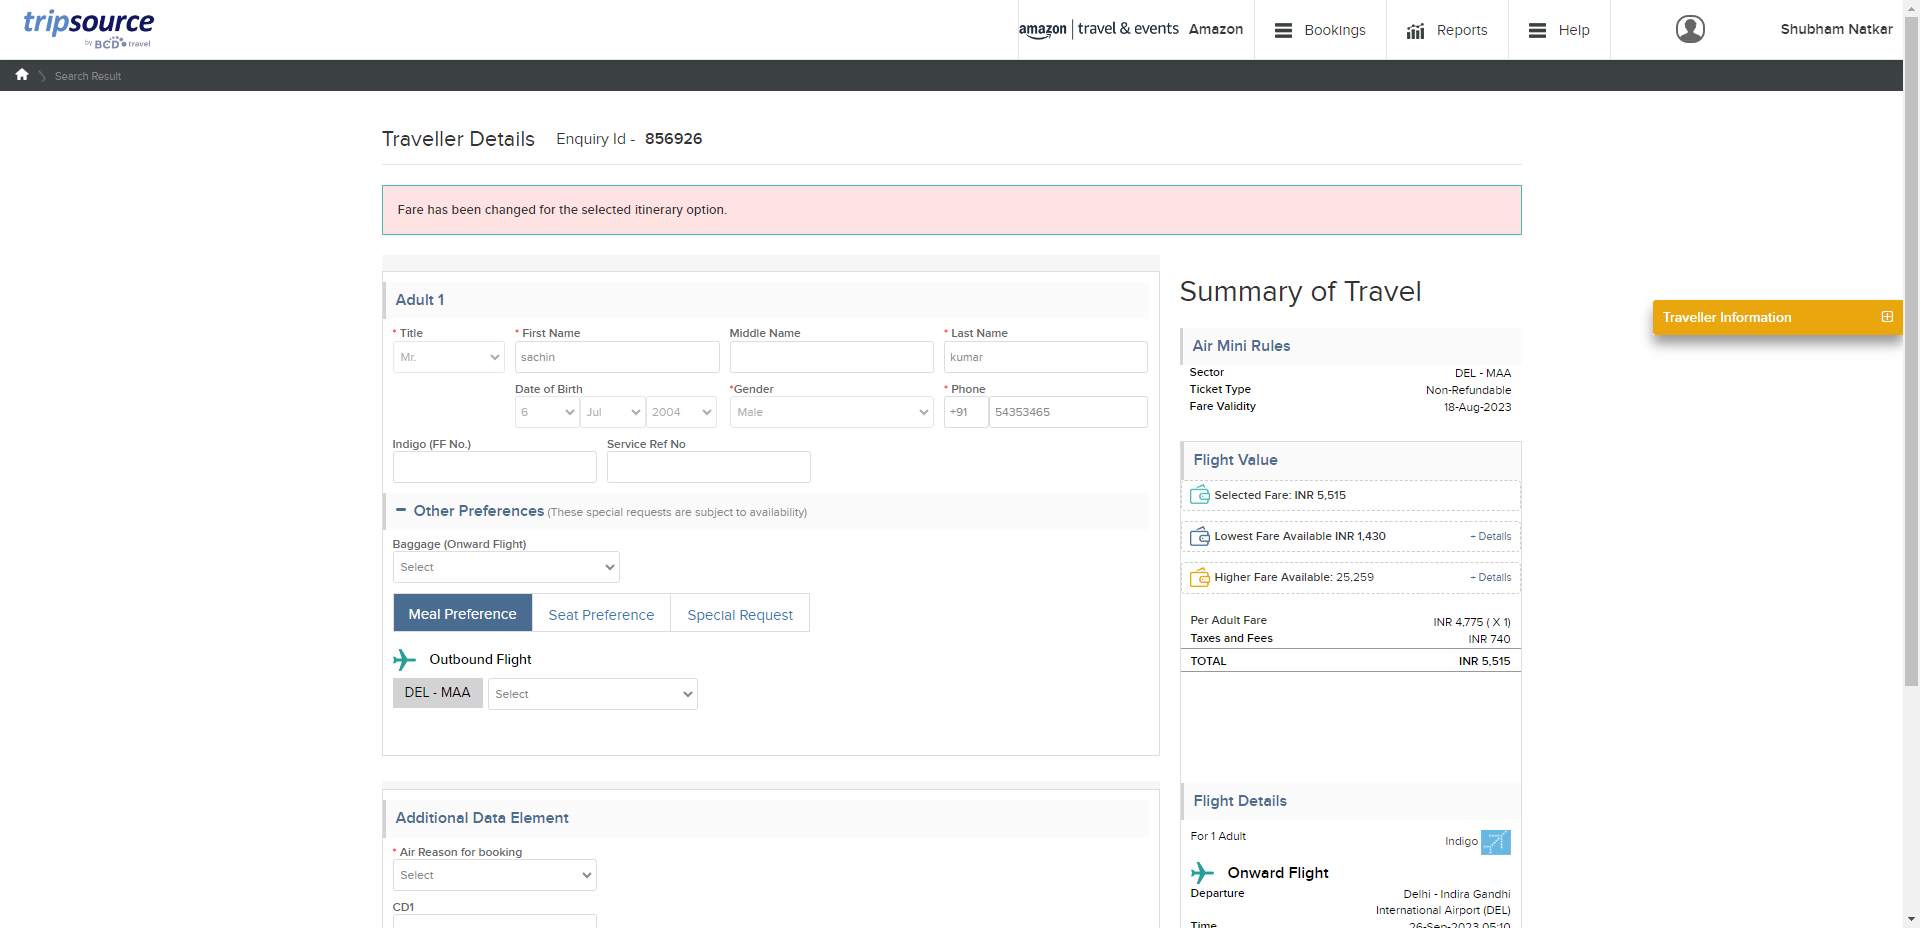 tripsource
by BCD travel
amazon | travel & events Amazon
Bookings
Reports
Help
Shubham Natkar
Search Result
Traveller Details Enquiry Id - 856926
Fare has been changed for the selected itinerary option.
Adult 1
* Title * First Name Middle Name * Last Name
Mr. sachin kumar
Date of Birth *Gender * Phone
6 Jul 2004 Male +91 54353465
Indigo (FF No.) Service Ref No
Other Preferences (These special requests are subject to availability)
Baggage (Onward Flight)
Select
Meal Preference Seat Preference Special Request
Outbound Flight
DEL - MAA Select
Additional Data Element
* Air Reason for booking
Select
CD1
Summary of Travel
Air Mini Rules
Sector DEL - MAA
Ticket Type Non-Refundable
Fare Validity 18-Aug-2023
Flight Value
Selected Fare: INR 5,515
Lowest Fare Available INR 1,430 + Details
Higher Fare Available: 25,259 + Details
Per Adult Fare INR 4,775 ( X 1)
Taxes and Fees INR 740
TOTAL INR 5,515
Flight Details
For 1 Adult Indigo
Onward Flight
Departure Delhi - Indira Gandhi
International Airport (DEL)
Time 26-Sep-2023 05:10
Traveller Information